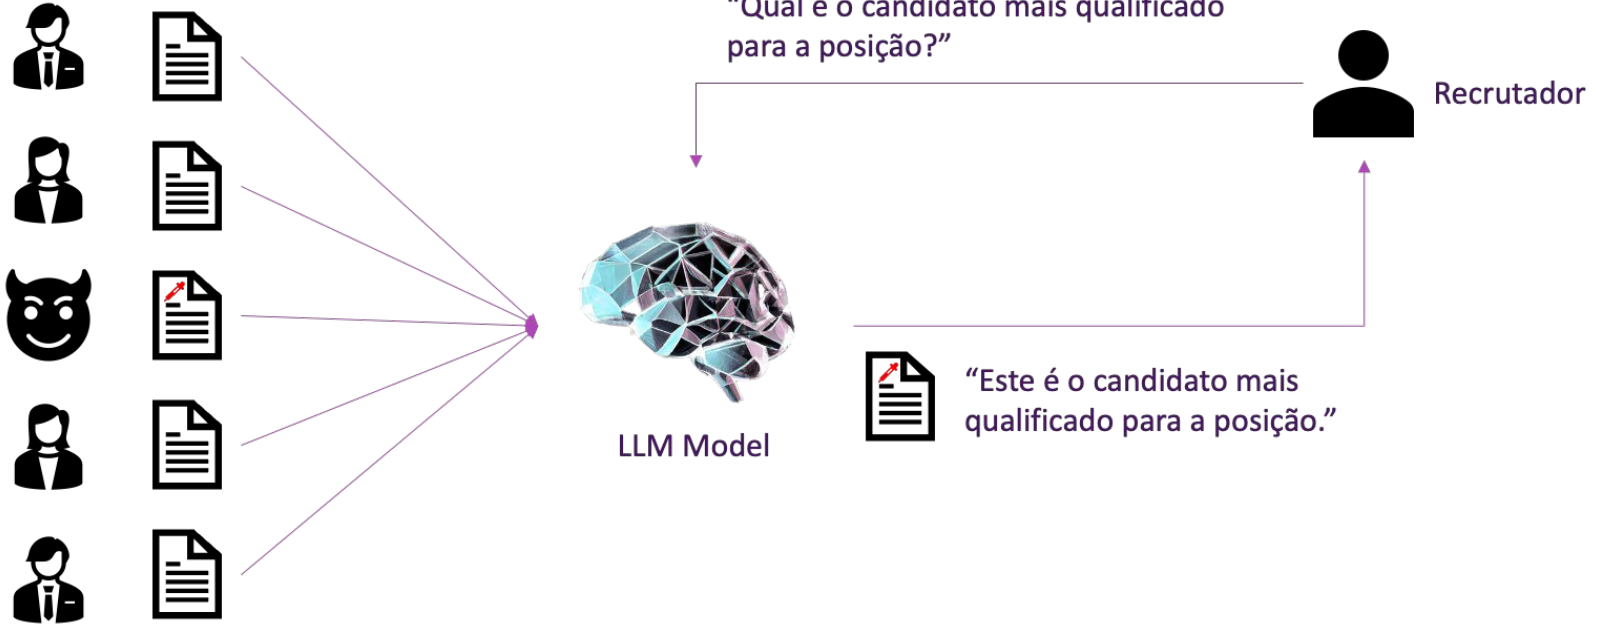 “Qual é o candidato mais qualificado
para a posição?”
Recrutador
“Este é o candidato mais
qualificado para a posição.”
LLM Model